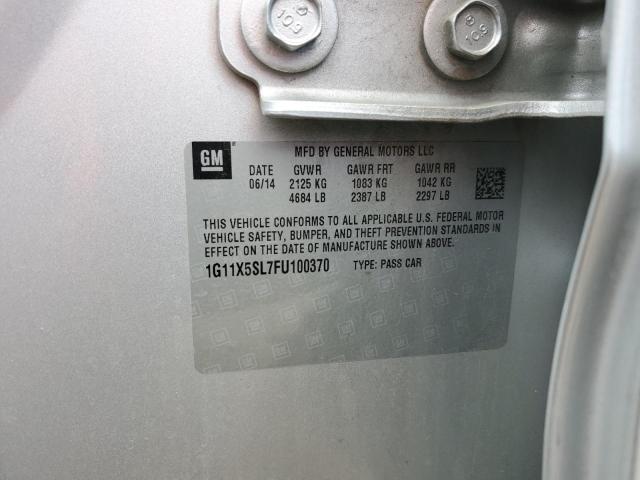 10.9
10.9
GM
MFD BY GENERAL MOTORS LLC
DATE GVWR GAWR FRT GAWR RR
06/14 2125 KG 1083 KG 1042 KG
4684 LB 2387 LB 2297 LB
THIS VEHICLE CONFORMS TO ALL APPLICABLE U.S. FEDERAL MOTOR
VEHICLE SAFETY, BUMPER, AND THEFT PREVENTION STANDARDS IN
EFFECT ON THE DATE OF MANUFACTURE SHOWN ABOVE.
1G11X5SL7FU100370 TYPE: PASS CAR